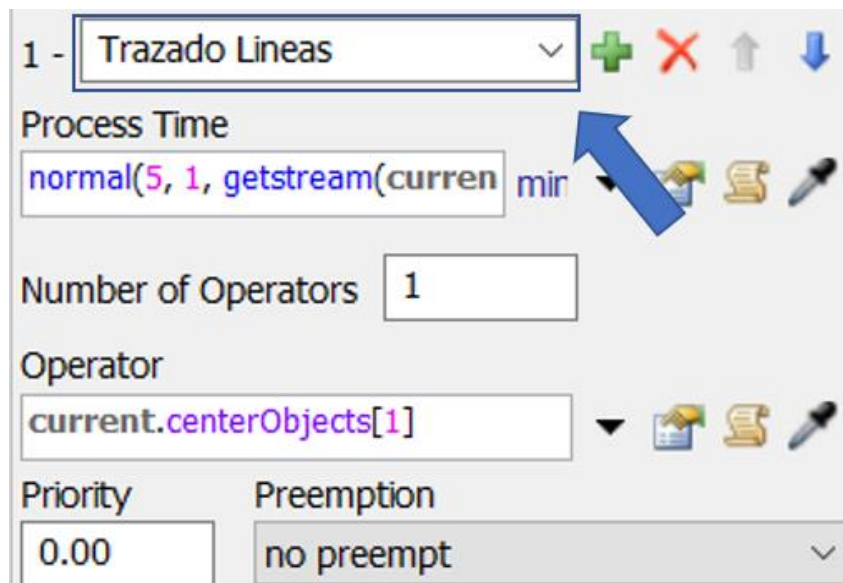 1 - Trazado Lineas
Process Time
normal(5, 1, getstream(curren min
Number of Operators 1
Operator
current.centerObjects[1]
Priority Preemption
0.00 no preempt